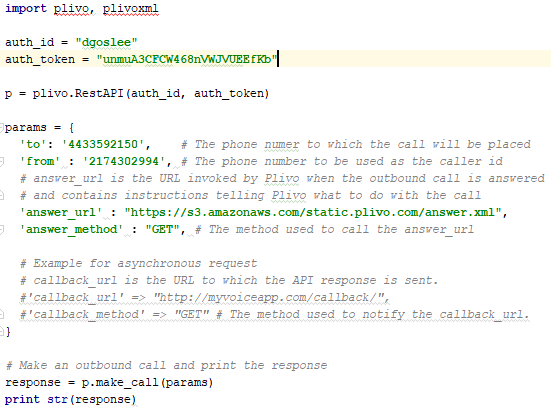 import plivo, plivoxml
auth_id = "dgoslee"
auth_token = "unmuA3CFCW468nVWJVUEEfKb"
p = plivo.RestAPI(auth_id, auth_token)
params = {
'to': '4433592150',    # The phone numer to which the call will be placed
'from' : '2174302994', # The phone number to be used as the caller id
# answer_url is the URL invoked by Plivo when the outbound call is answered
# and contains instructions telling Plivo what to do with the call
'answer_url' : "https://s3.amazonaws.com/static.plivo.com/answer.xml",
'answer_method' : "GET", # The method used to call the answer_url
# Example for asynchronous request
# callback_url is the URL to which the API response is sent.
#'callback_url' => "http://myvoiceapp.com/callback/",
#'callback_method' => "GET" # The method used to notify the callback_url.
}
# Make an outbound call and print the response
response = p.make_call(params)
print str(response)